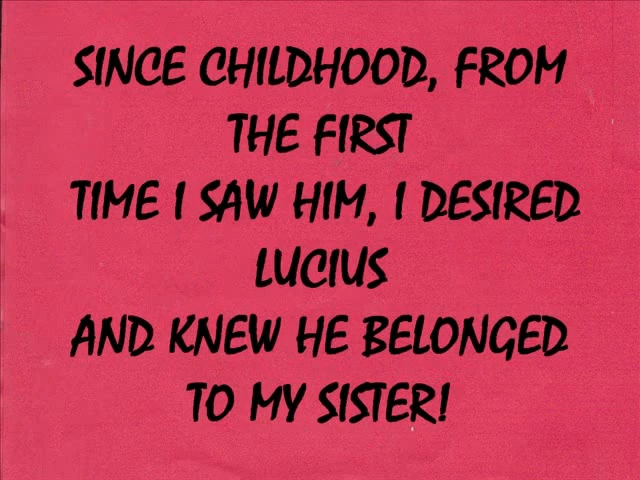 SINCE CHILDHOOD, FROM
THE FIRST
TIME I SAW HIM, I DESIRED
LUCIUS
AND KNEW HE BELONGED
TO MY SISTER!